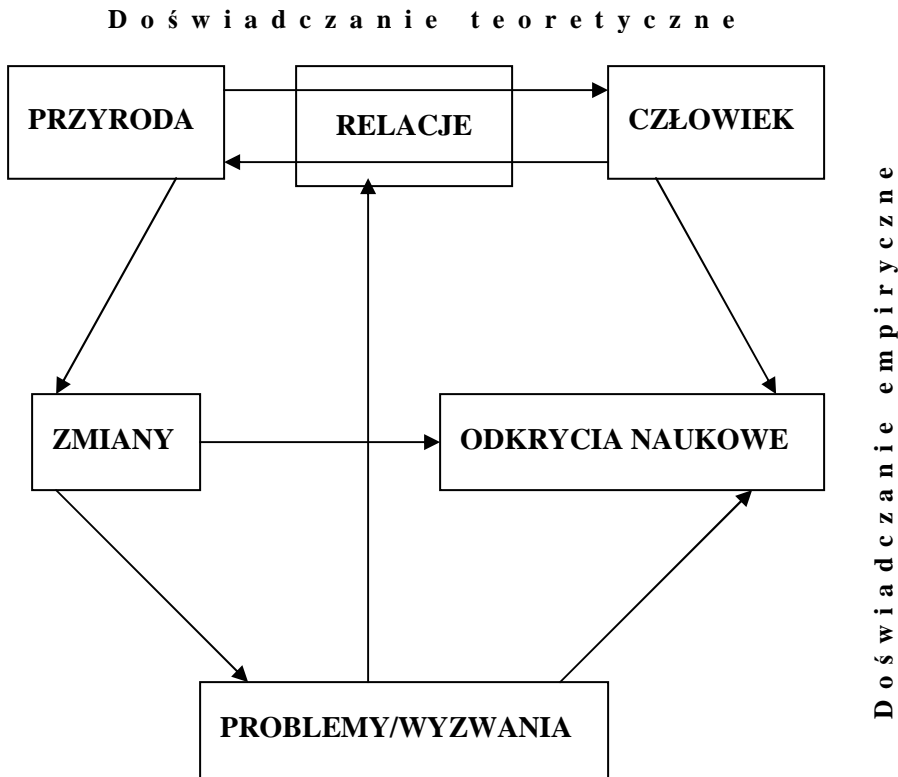 Doświadczanie teoretyczne
PRZYRODA
RELACJE
CZŁOWIEK
Doświadczanie empiryczne
ZMIANY
ODKRYCIA NAUKOWE
PROBLEMY/WYZWANIA